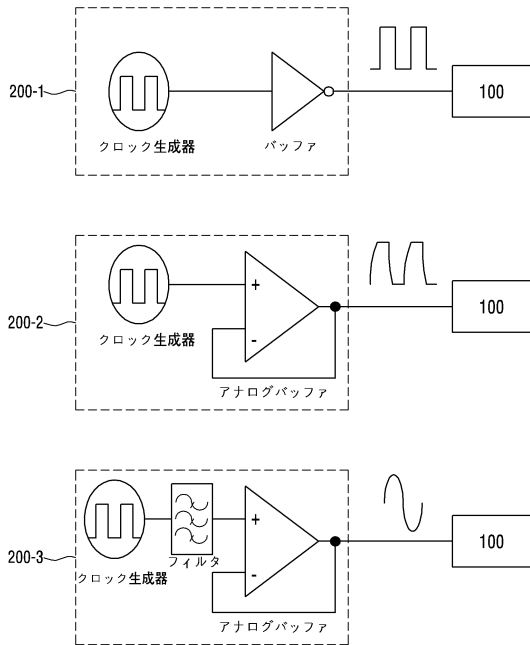 200-1
クロック生成器
バッファ
100
200-2
+
-
クロック生成器
アナログバッファ
100
200-3
+
-
クロック生成器
フィルタ
アナログバッファ
100